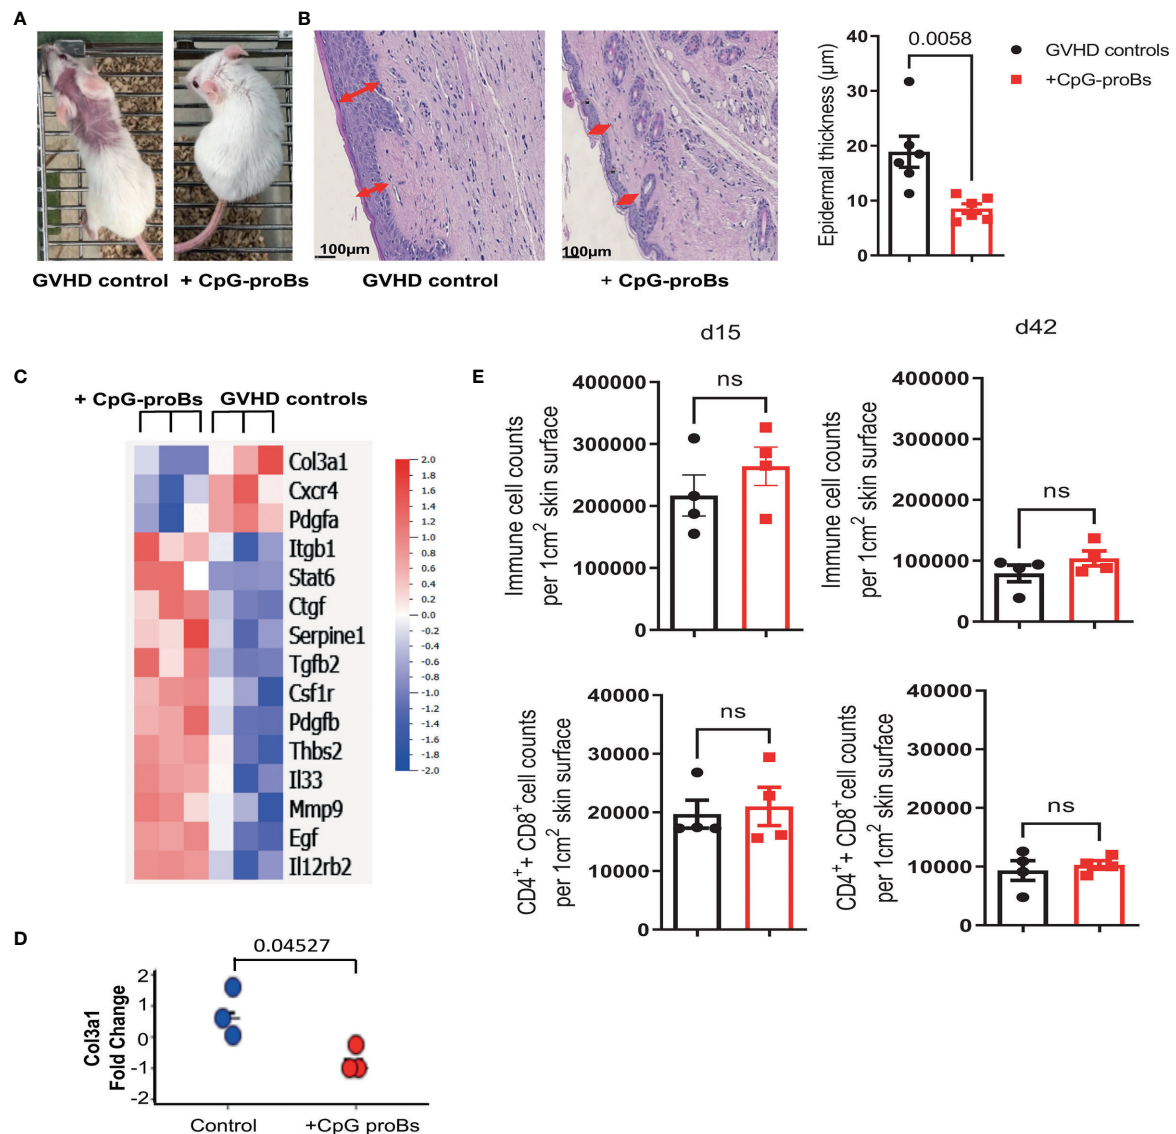 A
B
GVHD control
+ CpG-proBs
100µm
100µm
GVHD control
+ CpG-proBs
Epidermal thickness (µm)
40
30
20
10
0
0.0058
GVHD controls
+CpG-proBs
C
+ CpG-proBs
GVHD controls
Col3a1
Cxcr4
Pdgfa
Itgb1
Stat6
Ctgf
Serpine1
Tgfb2
Csf1r
Pdgfb
Thbs2
Il33
Mmp9
Egf
Il12rb2
2.0
1.8
1.6
1.4
1.2
1.0
0.8
0.6
0.4
0.2
0.0
-0.2
-0.4
-0.6
-0.8
-1.0
-1.2
-1.4
-1.6
-1.8
-2.0
D
0.04527
Col3a1
Fold Change
2
1
0
-1
-2
Control
+CpG proBs
E
d15
d42
Immune cell counts
per 1cm² skin surface
400000
300000
200000
100000
0
ns
Immune cell counts
per 1cm² skin surface
400000
300000
200000
100000
0
ns
CD4⁺+ CD8⁺cell counts
per 1cm² skin surface
40000
30000
20000
10000
0
ns
CD4⁺+ CD8⁺cell counts
per 1cm² skin surface
40000
30000
20000
10000
0
ns